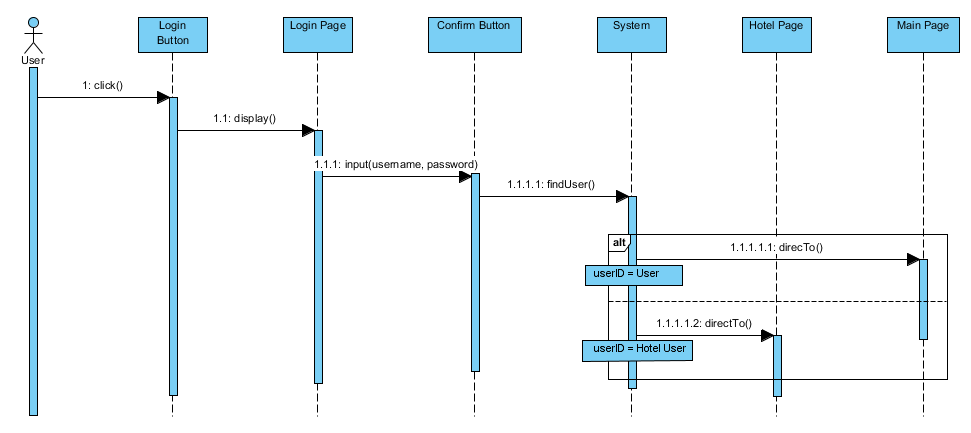 User
Login
Button
Login Page
Confirm Button
System
Hotel Page
Main Page
1: click()
1.1: display()
1.1.1: input(username, password)
1.1.1.1: findUser()
alt
1.1.1.1.1: direcTo()
userID = User
1.1.1.1.2: directTo()
userID = Hotel User